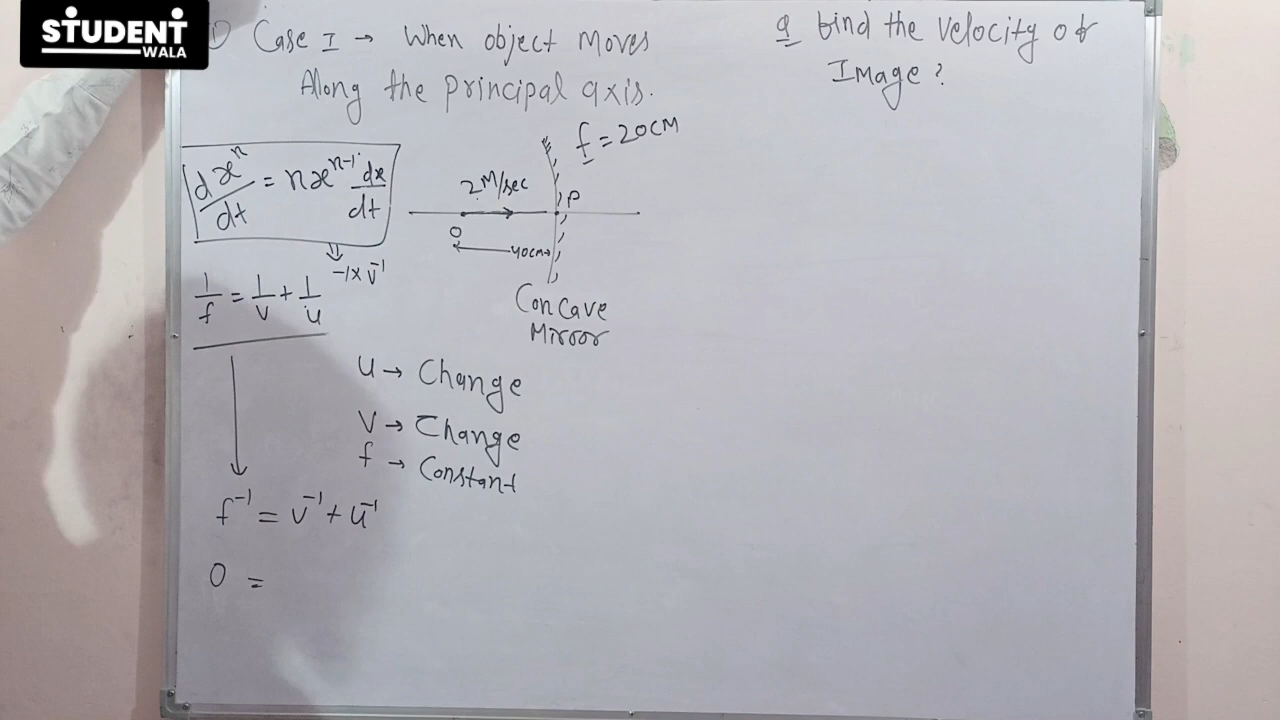 STUDENT
WALA
① Case I → When object Moves
Along the principal axis.
Q find the velocity of
Image?
dxⁿ/dt = nxⁿ⁻¹ dx/dt
⇓
-1×v⁻¹
1/f = 1/v + 1/u
f = 20cm
2M/sec
P
O
40cm
Concave
Mirror
u → Change
V → Change
f → Constant
f⁻¹ = v⁻¹ + u⁻¹
0 =